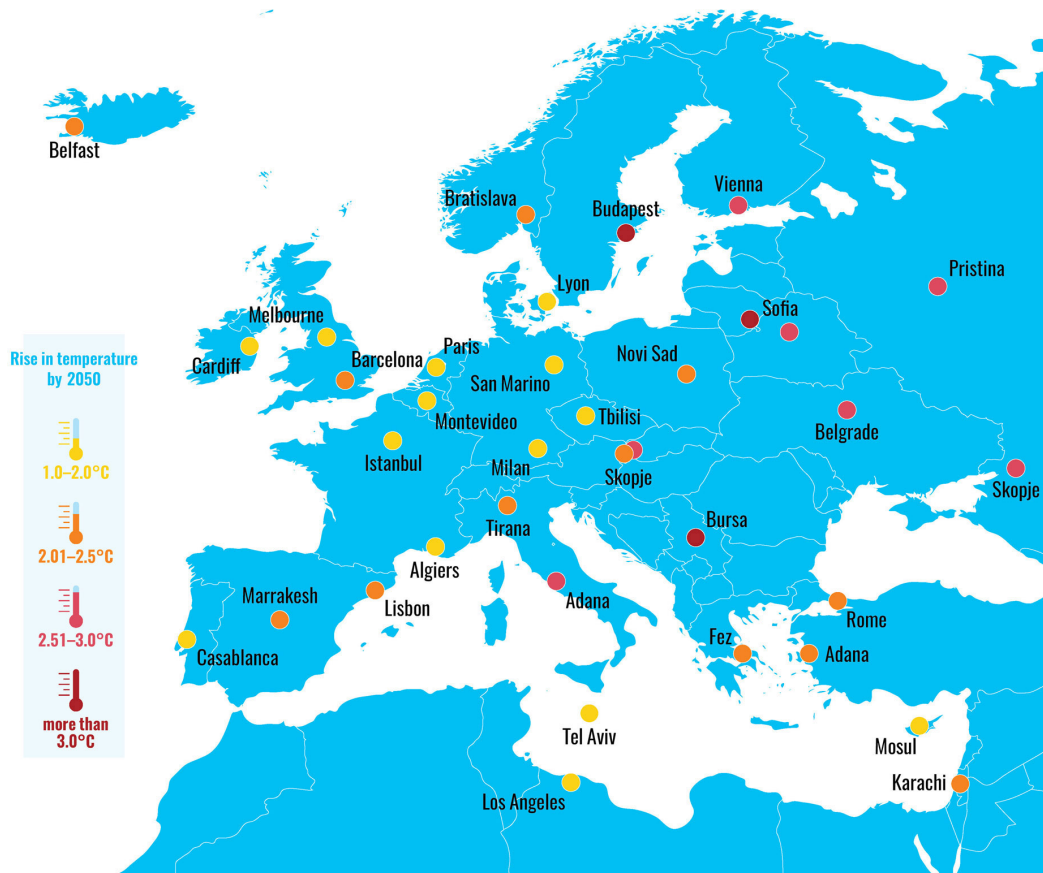 Belfast
Bratislava
Budapest
Vienna
Pristina
Lyon
Sofia
Melbourne
Cardiff
Barcelona
Paris
San Marino
Novi Sad
Montevideo
Tbilisi
Belgrade
Istanbul
Milan
Skopje
Skopje
Tirana
Bursa
Algiers
Marrakesh
Lisbon
Adana
Rome
Casablanca
Fez
Adana
Tel Aviv
Mosul
Los Angeles
Karachi
Rise in temperature
by 2050
1.0–2.0°C
2.01–2.5°C
2.51–3.0°C
more than
3.0°C